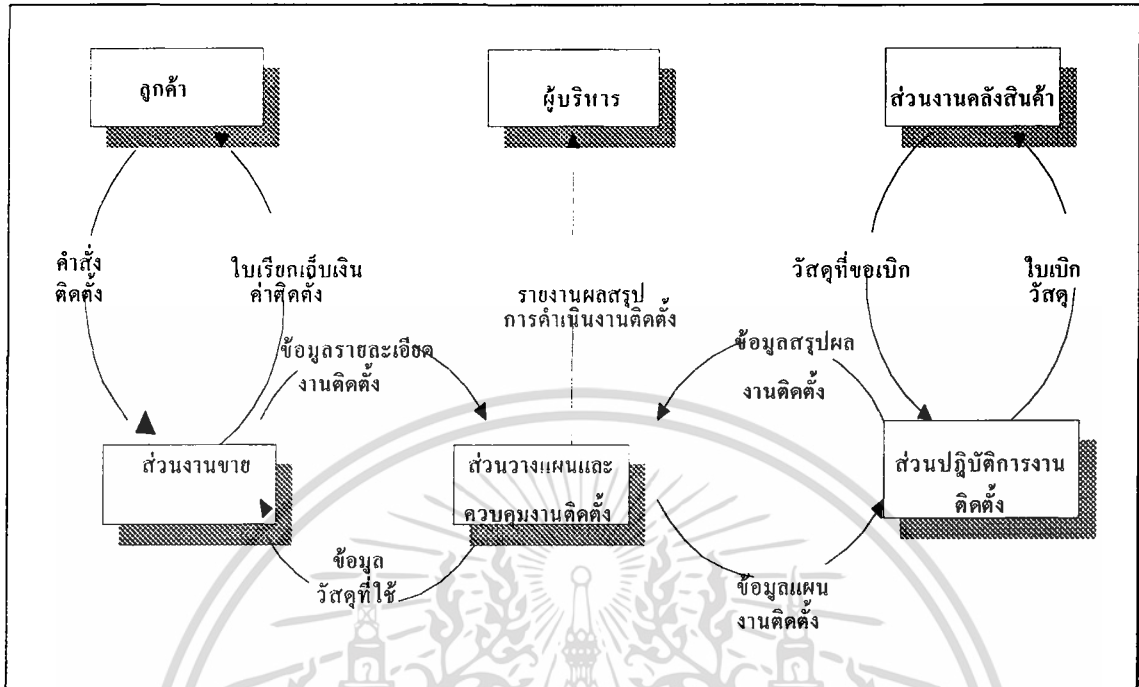 ลูกค้า
ผู้บริหาร
ส่วนงานคลังสินค้า
คำสั่ง
ติดตั้ง
ใบเรียกเก็บเงิน
ค่าติดตั้ง
รายงานผลสรุป
การดำเนินงานติดตั้ง
วัสดุที่ขอเบิก
ใบเบิก
วัสดุ
ข้อมูลรายละเอียด
งานติดตั้ง
ข้อมูลสรุปผล
งานติดตั้ง
ส่วนงานขาย
ส่วนวางแผนและ
ควบคุมงานติดตั้ง
ส่วนปฏิบัติการงาน
ติดตั้ง
ข้อมูล
วัสดุที่ใช้
ข้อมูลแผน
งานติดตั้ง